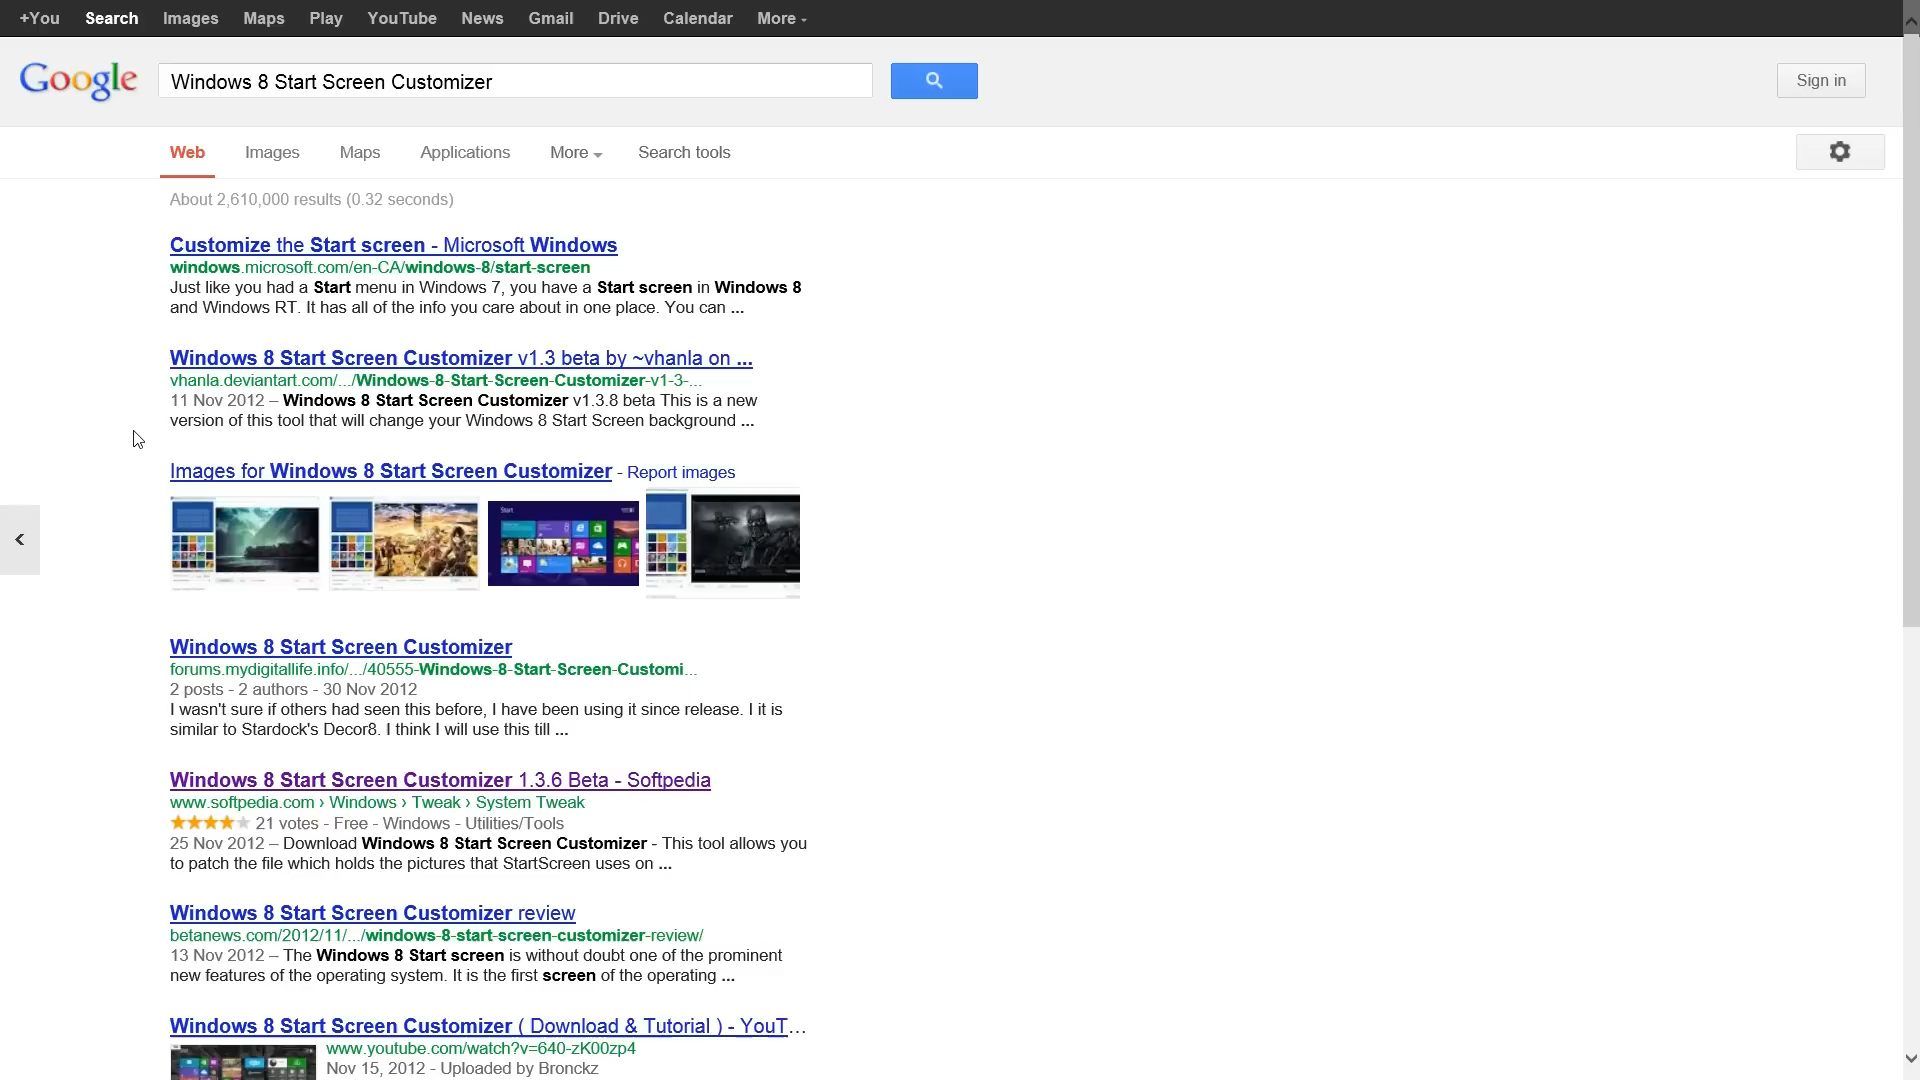 +You Search Images Maps Play YouTube News Gmail Drive Calendar More
Google Windows 8 Start Screen Customizer Sign in
Web Images Maps Applications More Search tools
About 2,610,000 results (0.32 seconds)
Customize the Start screen - Microsoft Windows
windows.microsoft.com/en-CA/windows-8/start-screen
Just like you had a Start menu in Windows 7, you have a Start screen in Windows 8
and Windows RT. It has all of the info you care about in one place. You can ...
Windows 8 Start Screen Customizer v1.3 beta by ~vhanla on ...
vhanla.deviantart.com/.../Windows-8-Start-Screen-Customizer-v1-3-...
11 Nov 2012 – Windows 8 Start Screen Customizer v1.3.8 beta This is a new
version of this tool that will change your Windows 8 Start Screen background ...
Images for Windows 8 Start Screen Customizer - Report images
Start
Windows 8 Start Screen Customizer
forums.mydigitallife.info/.../40555-Windows-8-Start-Screen-Customi...
2 posts - 2 authors - 30 Nov 2012
I wasn't sure if others had seen this before, I have been using it since release. I it is
similar to Stardock's Decor8. I think I will use this till ...
Windows 8 Start Screen Customizer 1.3.6 Beta - Softpedia
www.softpedia.com › Windows › Tweak › System Tweak
21 votes - Free - Windows - Utilities/Tools
25 Nov 2012 – Download Windows 8 Start Screen Customizer - This tool allows you
to patch the file which holds the pictures that StartScreen uses on ...
Windows 8 Start Screen Customizer review
betanews.com/2012/11/.../windows-8-start-screen-customizer-review/
13 Nov 2012 – The Windows 8 Start screen is without doubt one of the prominent
new features of the operating system. It is the first screen of the operating ...
Windows 8 Start Screen Customizer ( Download & Tutorial ) - YouT...
www.youtube.com/watch?v=640-zK00zp4
Nov 15, 2012 - Uploaded by Bronckz